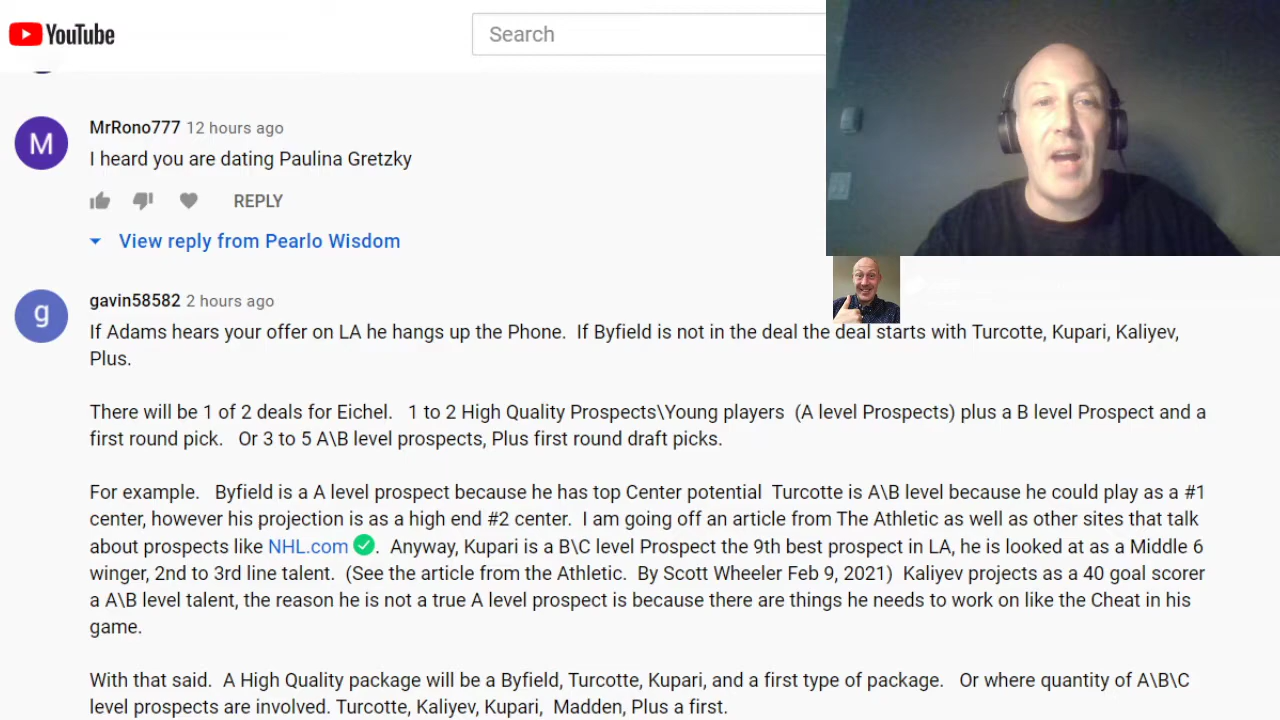 YouTube
Search
M
MrRono777 12 hours ago
I heard you are dating Paulina Gretzky
REPLY
View reply from Pearlo Wisdom
g
gavin58582 2 hours ago
If Adams hears your offer on LA he hangs up the Phone. If Byfield is not in the deal the deal starts with Turcotte, Kupari, Kaliyev,
Plus.
There will be 1 of 2 deals for Eichel. 1 to 2 High Quality Prospects\Young players (A level Prospects) plus a B level Prospect and a
first round pick. Or 3 to 5 A\B level prospects, Plus first round draft picks.
For example. Byfield is a A level prospect because he has top Center potential Turcotte is A\B level because he could play as a #1
center, however his projection is as a high end #2 center. I am going off an article from The Athletic as well as other sites that talk
about prospects like NHL.com. Anyway, Kupari is a B\C level Prospect the 9th best prospect in LA, he is looked at as a Middle 6
winger, 2nd to 3rd line talent. (See the article from the Athletic. By Scott Wheeler Feb 9, 2021) Kaliyev projects as a 40 goal scorer
a A\B level talent, the reason he is not a true A level prospect is because there are things he needs to work on like the Cheat in his
game.
With that said. A High Quality package will be a Byfield, Turcotte, Kupari, and a first type of package. Or where quantity of A\B\C
level prospects are involved. Turcotte, Kaliyev, Kupari, Madden, Plus a first.